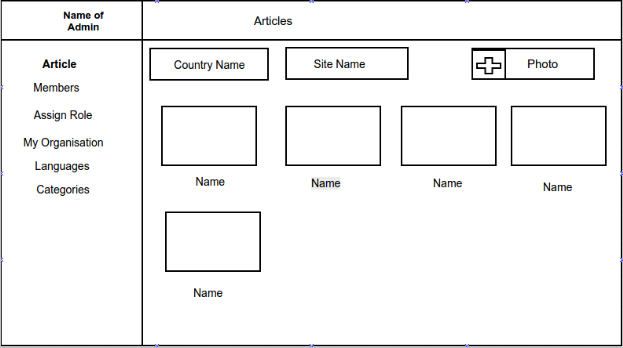 Name of
Admin
Articles
Article
Members
Assign Role
My Organisation
Languages
Categories
Country Name
Site Name
Photo
Name
Name
Name
Name
Name